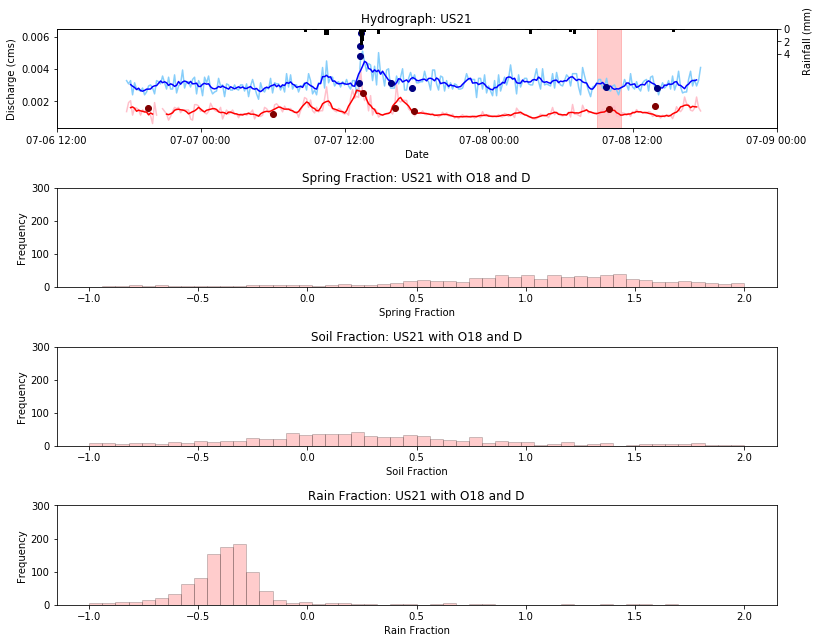 Hydrograph: US21
0.006
0.004
0.002
Discharge (cms)
0
2
4
Rainfall (mm)
07-06 12:00 07-07 00:00 07-07 12:00 07-08 00:00 07-08 12:00 07-09 00:00
Date
Spring Fraction: US21 with O18 and D
300
200
100
0
Frequency
−1.0 −0.5 0.0 0.5 1.0 1.5 2.0
Spring Fraction
Soil Fraction: US21 with O18 and D
300
200
100
0
Frequency
−1.0 −0.5 0.0 0.5 1.0 1.5 2.0
Soil Fraction
Rain Fraction: US21 with O18 and D
300
200
100
0
Frequency
−1.0 −0.5 0.0 0.5 1.0 1.5 2.0
Rain Fraction